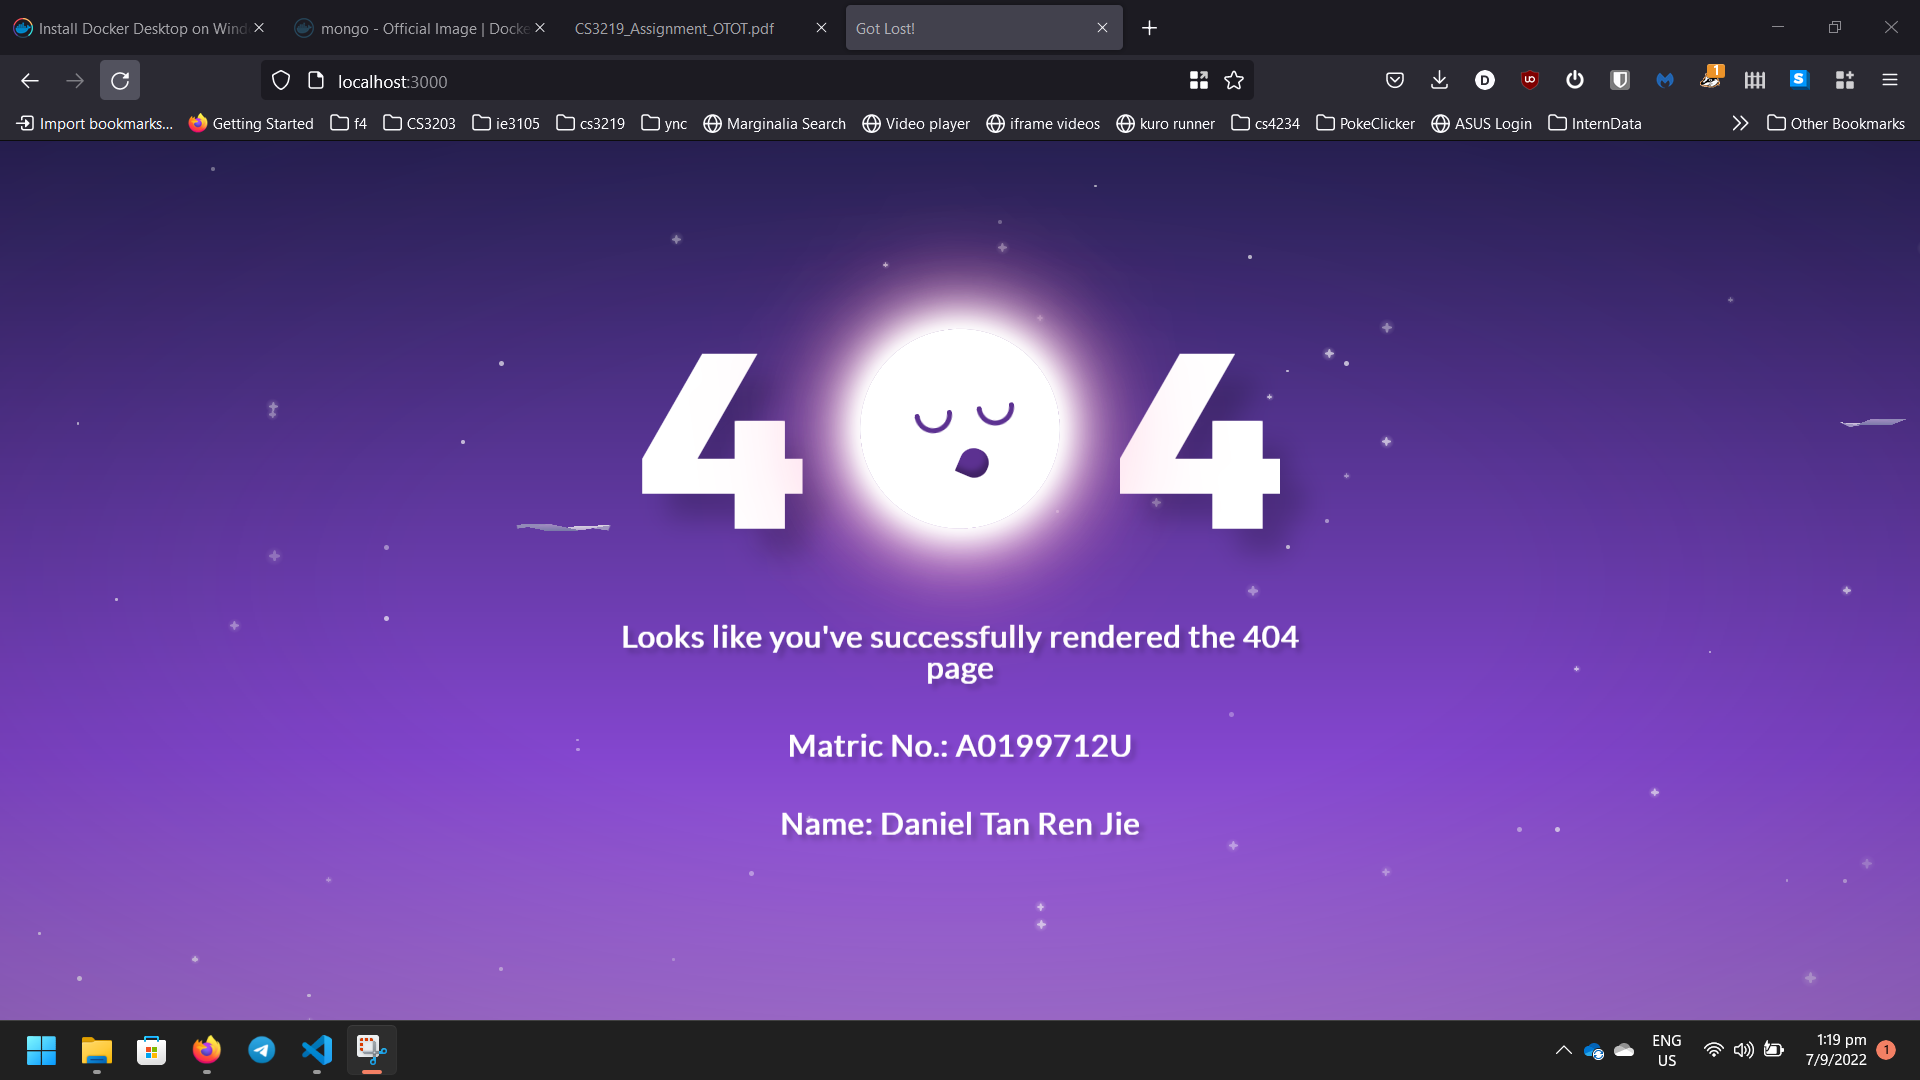 Install Docker Desktop on Wind
mongo - Official Image | Docke
CS3219_Assignment_OTOT.pdf
Got Lost!
localhost:3000
1
Import bookmarks...
Getting Started
f4
CS3203
ie3105
cs3219
ync
Marginalia Search
Video player
iframe videos
kuro runner
cs4234
PokeClicker
ASUS Login
InternData
Other Bookmarks
4 4
Looks like you've successfully rendered the 404
page
Matric No.: A0199712U
Name: Daniel Tan Ren Jie
ENG
US
1:19 pm
7/9/2022
1